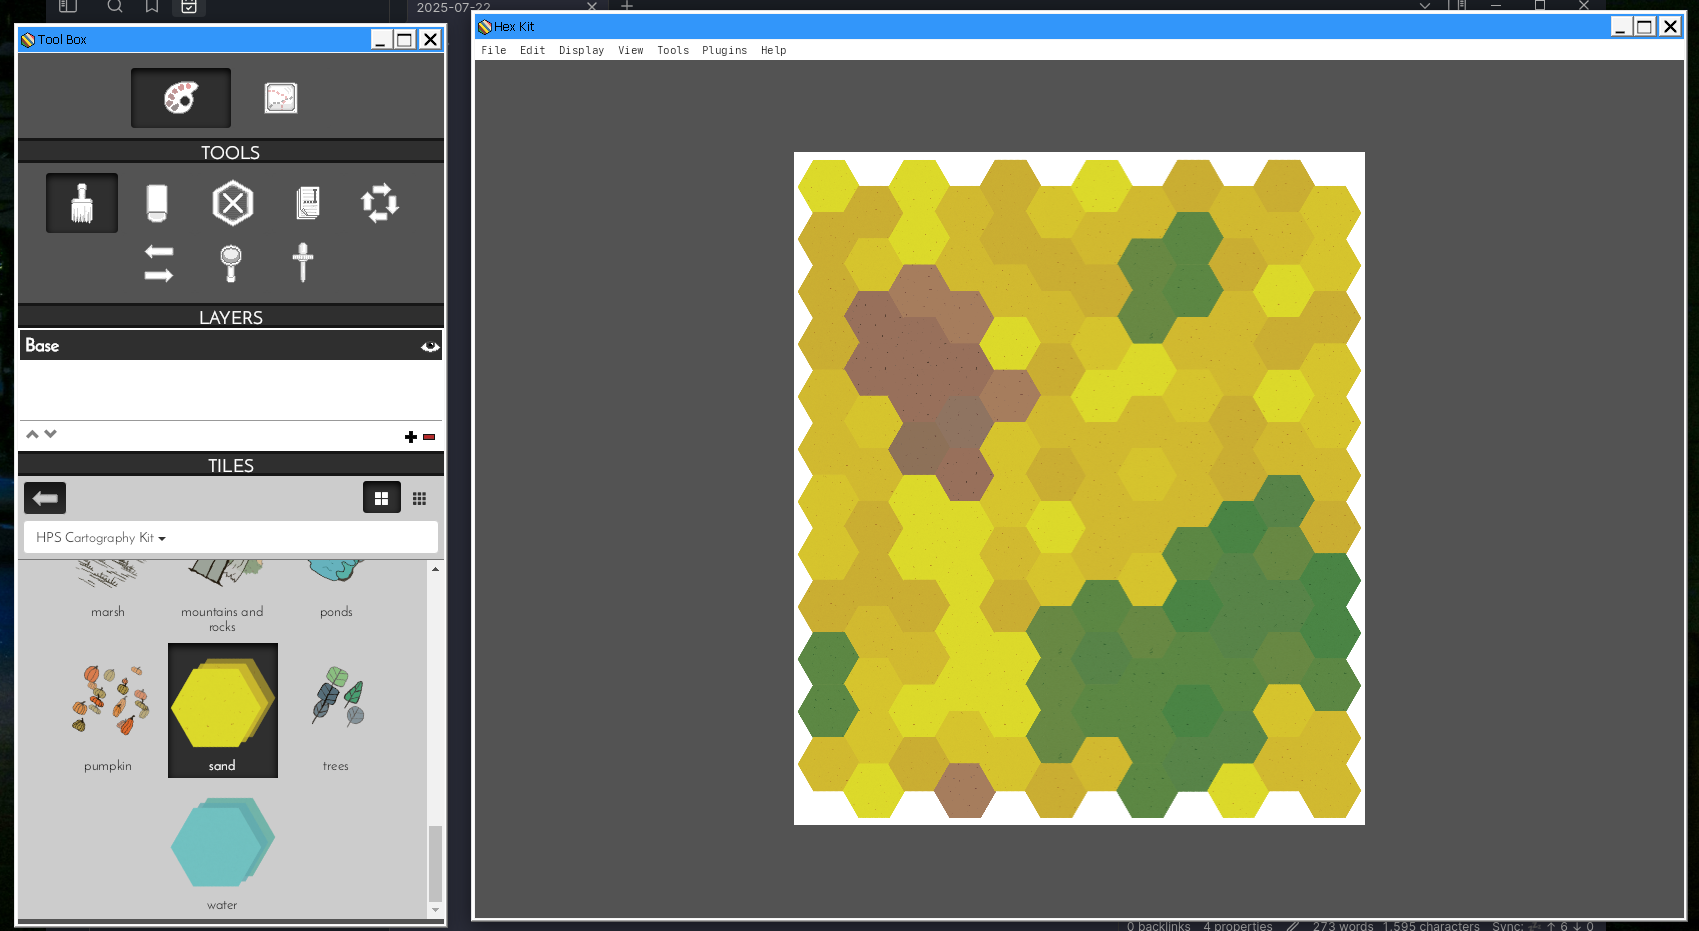 2025-07-22
Tool Box
TOOLS
LAYERS
Base
TILES
HPS Cartography Kit
marsh
mountains and
rocks
ponds
pumpkin
sand
trees
water
Hex Kit
File Edit Display View Tools Plugins Help
0 backlinks 4 properties 273 words 1,595 characters Sync: 6 0